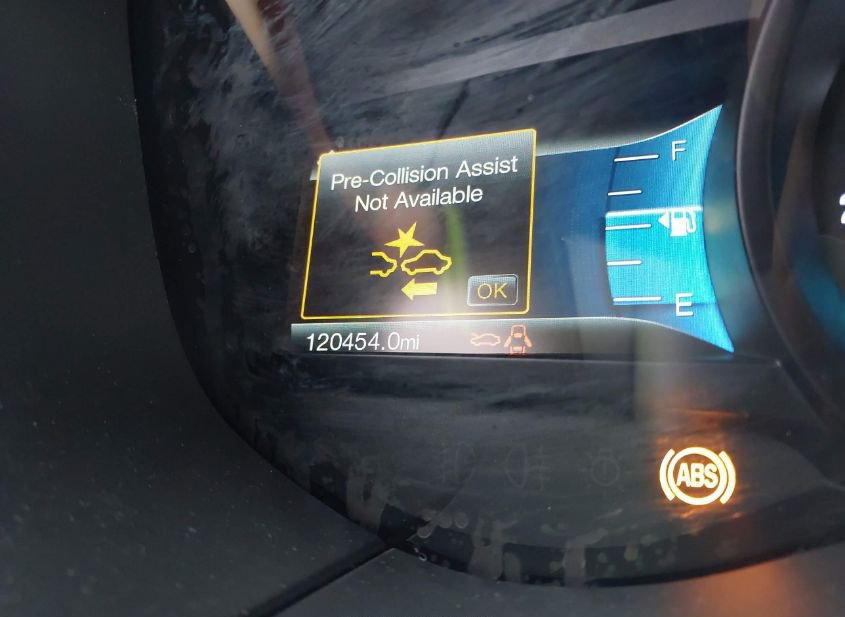 Pre-Collision Assist
Not Available
OK
F
E
120454.0mi
ABS